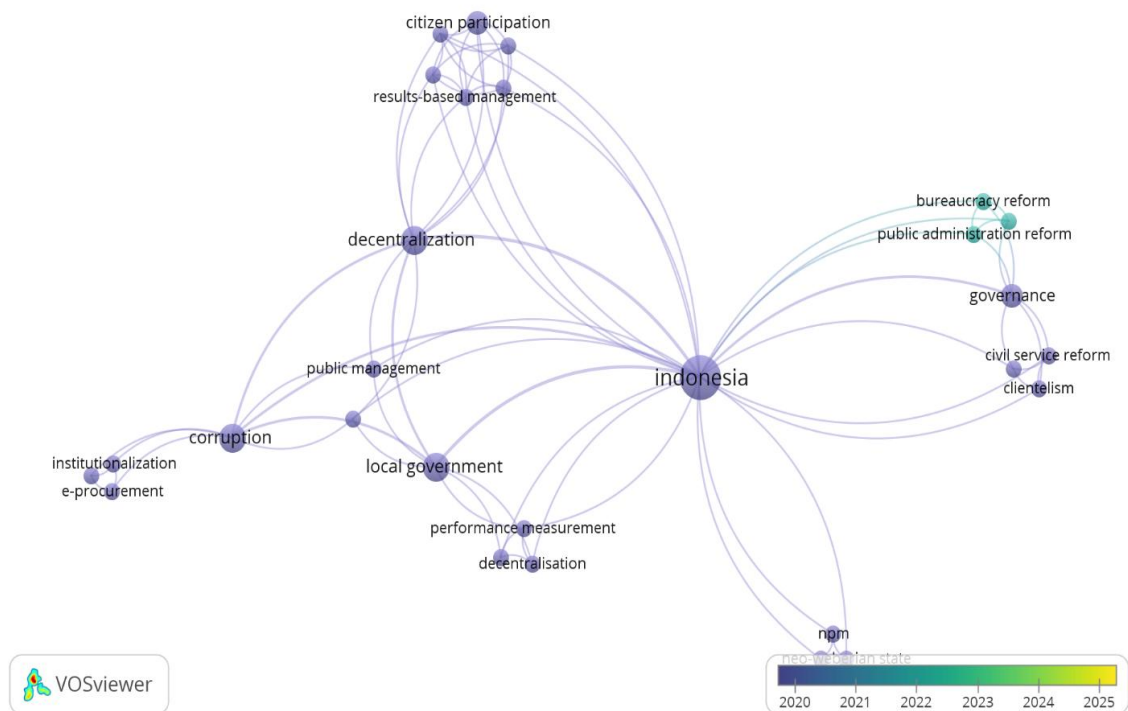 citizen participation
results-based management
bureaucracy reform
public administration reform
decentralization
governance
civil service reform
clientelism
public management
indonesia
corruption
local government
institutionalization
e-procurement
performance measurement
decentralisation
npm
neo-weberian state
VOSviewer
2020 2021 2022 2023 2024 2025